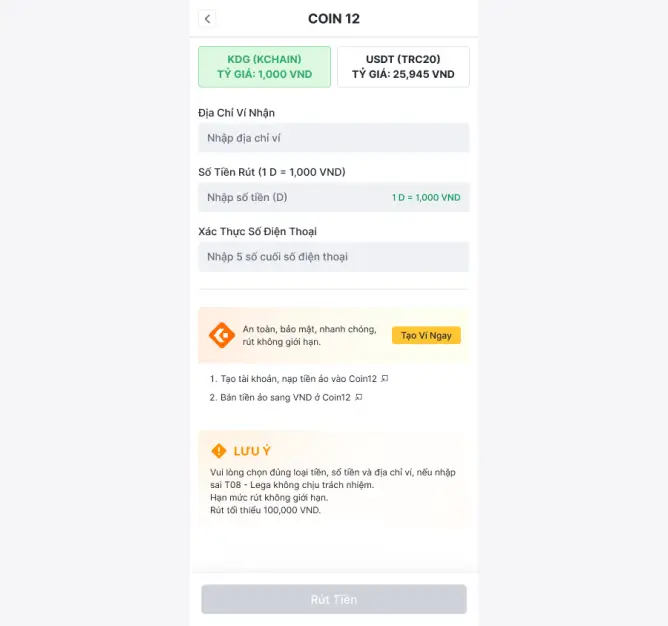 COIN 12
KDG (KCHAIN)
TỶ GIÁ: 1,000 VND
USDT (TRC20)
TỶ GIÁ: 25,945 VND
Địa Chỉ Ví Nhận
Nhập địa chỉ ví
Số Tiền Rút (1 D = 1,000 VND)
Nhập số tiền (D)
1 D = 1,000 VND
Xác Thực Số Điện Thoại
Nhập 5 số cuối số điện thoại
An toàn, bảo mật, nhanh chóng,
rút không giới hạn.
Tạo Ví Ngay
1. Tạo tài khoản, nạp tiền ảo vào Coin12
2. Bán tiền ảo sang VND ở Coin12
LƯU Ý
Vui lòng chọn đúng loại tiền, số tiền và địa chỉ ví, nếu nhập
sai T08 - Lega không chịu trách nhiệm.
Hạn mức rút không giới hạn.
Rút tối thiểu 100,000 VND.
Rút Tiền